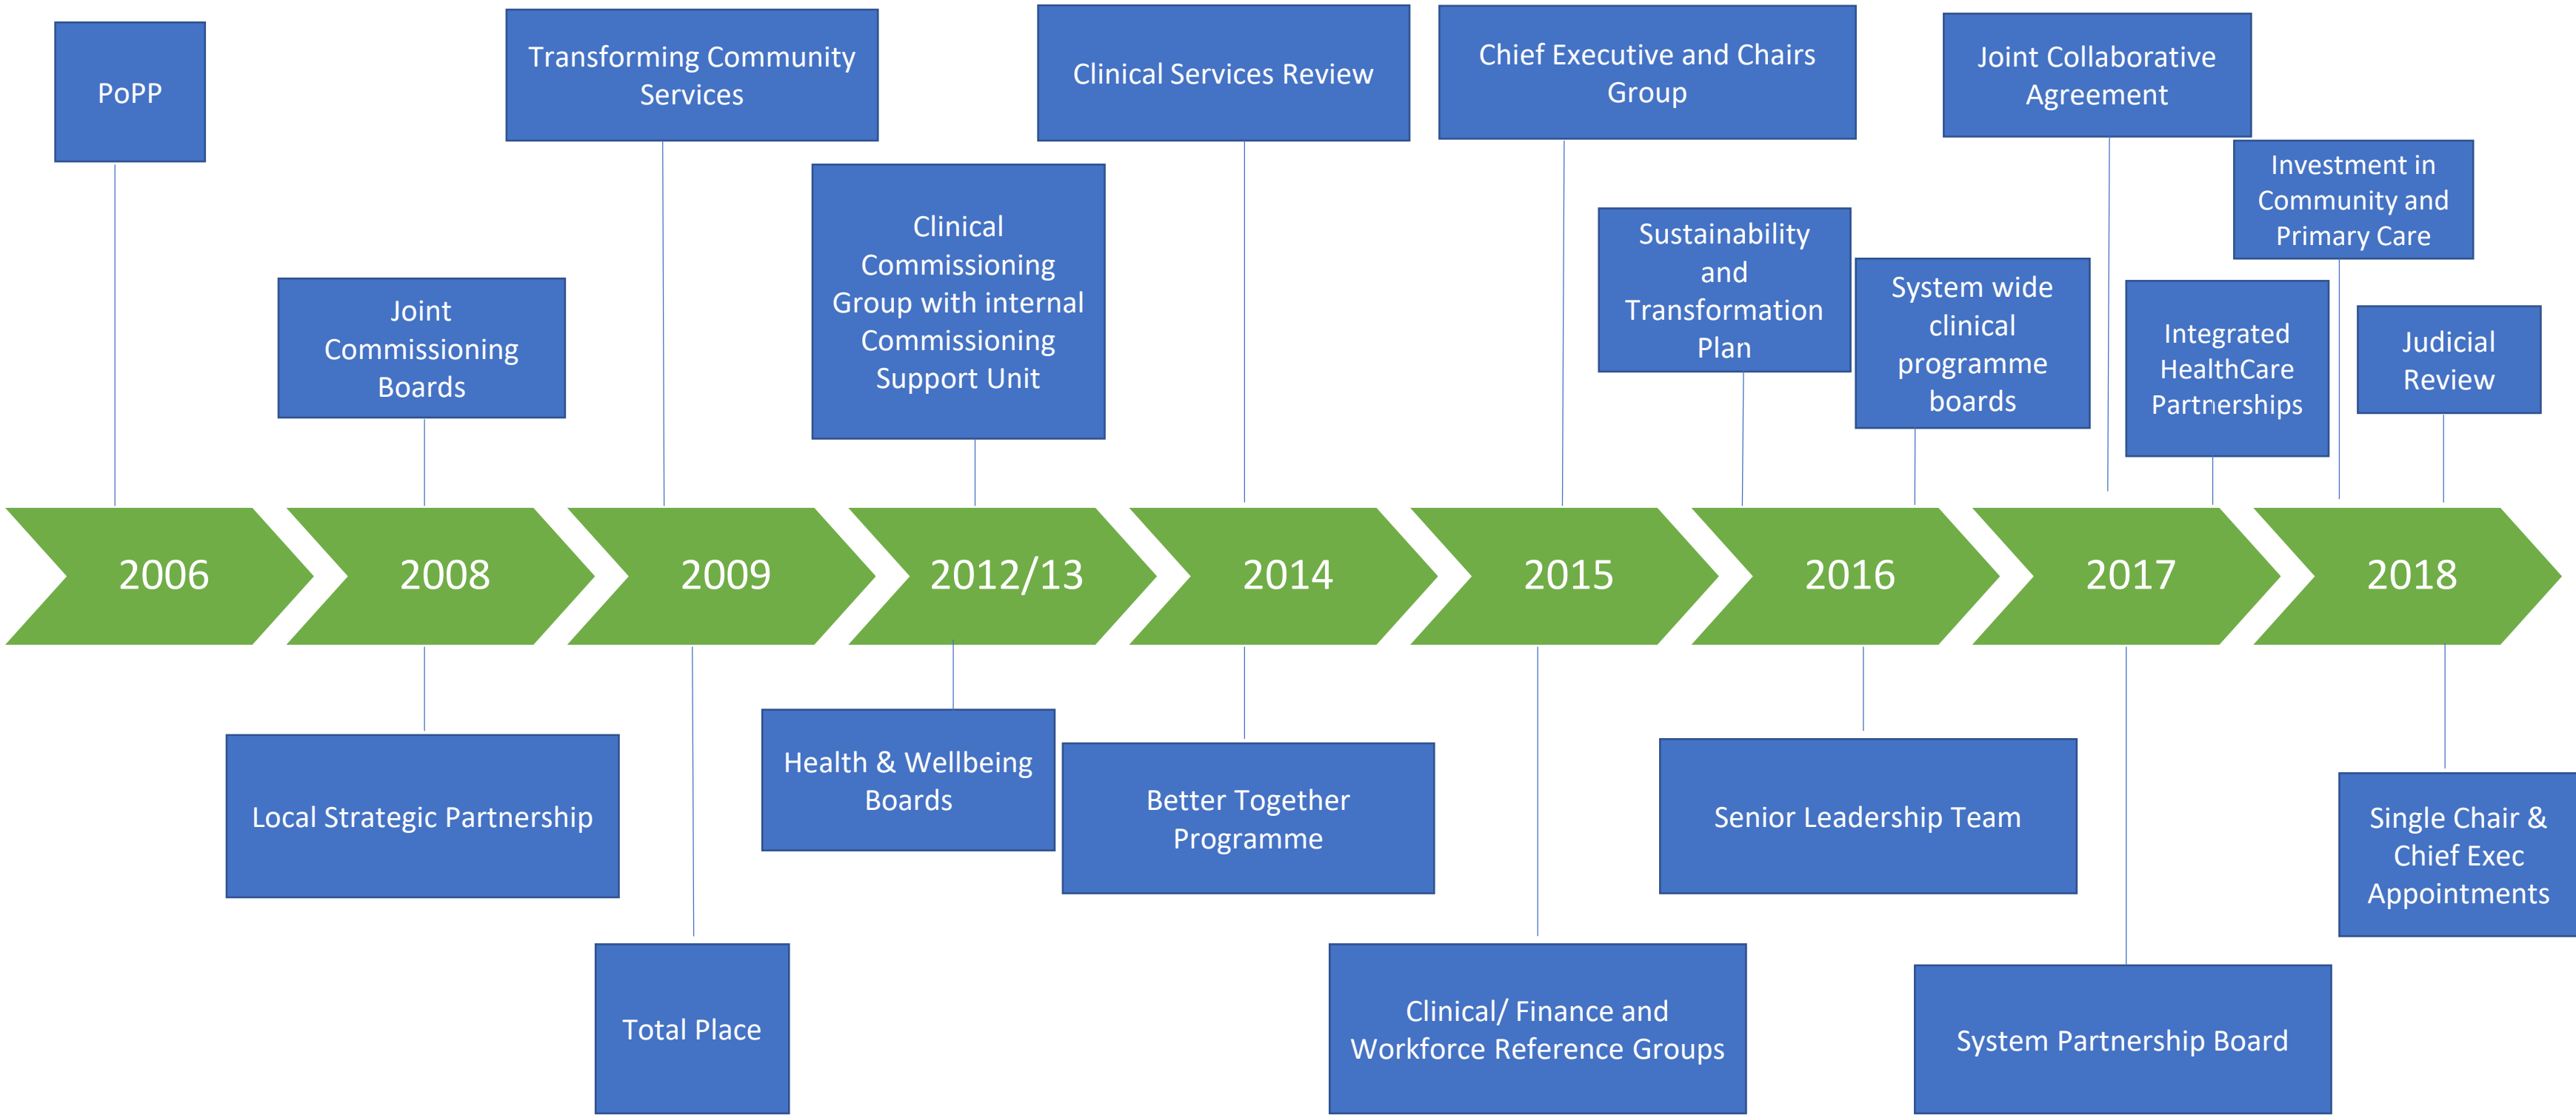 PoPP
Transforming Community
Services
Clinical Services Review
Chief Executive and Chairs
Group
Joint Collaborative
Agreement
Investment in
Community and
Primary Care
Joint
Commissioning
Boards
Clinical
Commissioning
Group with internal
Commissioning
Support Unit
Sustainability
and
Transformation
Plan
System wide
clinical
programme
boards
Integrated
HealthCare
Partnerships
Judicial
Review
2006
2008
2009
2012/13
2014
2015
2016
2017
2018
Local Strategic Partnership
Total Place
Health & Wellbeing
Boards
Better Together
Programme
Clinical/ Finance and
Workforce Reference Groups
Senior Leadership Team
System Partnership Board
Single Chair &
Chief Exec
Appointments